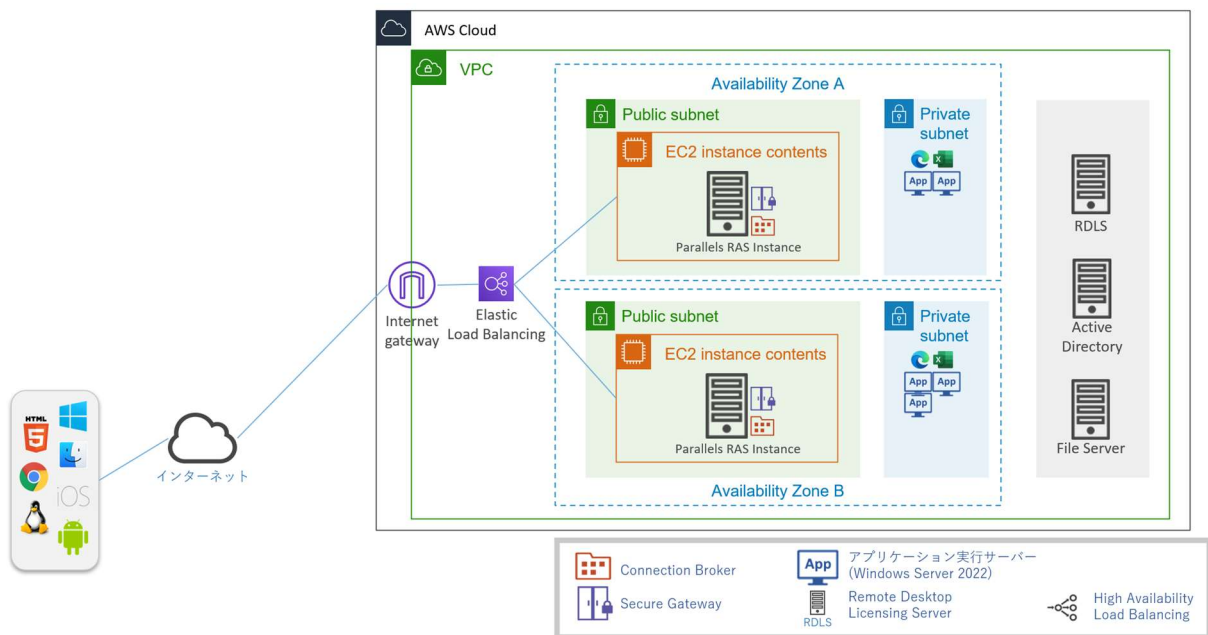 AWS Cloud
VPC
Availability Zone A
Public subnet
EC2 instance contents
Parallels RAS Instance
Private
subnet
App
App
RDLS
Active
Directory
File Server
Internet
gateway
Elastic
Load Balancing
Public subnet
EC2 instance contents
Parallels RAS Instance
Private
subnet
App
App
App
Availability Zone B
HTML
5
iOS
インターネット
Connection Broker
Secure Gateway
App
アプリケーション実行サーバー
(Windows Server 2022)
RDLS
Remote Desktop
Licensing Server
High Availability
Load Balancing